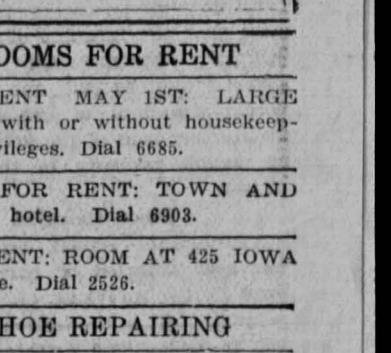 OOMS FOR RENT
ENT MAY 1ST: LARGE
with or without housekeep-
vileges. Dial 6685.
FOR RENT: TOWN AND
hotel. Dial 6903.
ENT: ROOM AT 425 IOWA
e. Dial 2526.
HOE REPAIRING